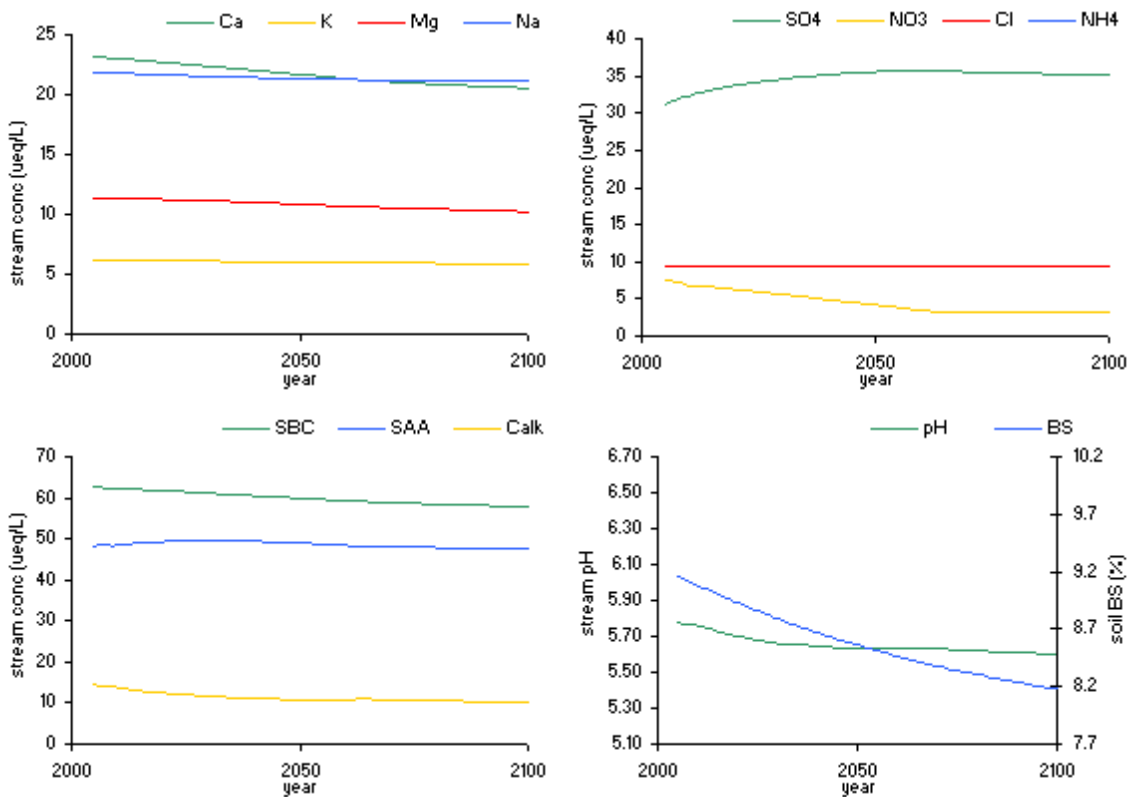 Ca K Mg Na
25
20
15
10
5
0
stream conc (ueq/L)
2000 2050 2100
year
SO4 NO3 Cl NH4
40
35
30
25
20
15
10
5
0
stream conc (ueq/L)
2000 2050 2100
year
SBC SAA Calk
70
60
50
40
30
20
10
0
stream conc (ueq/L)
2000 2050 2100
year
pH BS
6.70
6.50
6.30
6.10
5.90
5.70
5.50
5.30
5.10
stream pH
10.2
9.7
9.2
8.7
8.2
7.7
soil BS (%)
2000 2050 2100
year